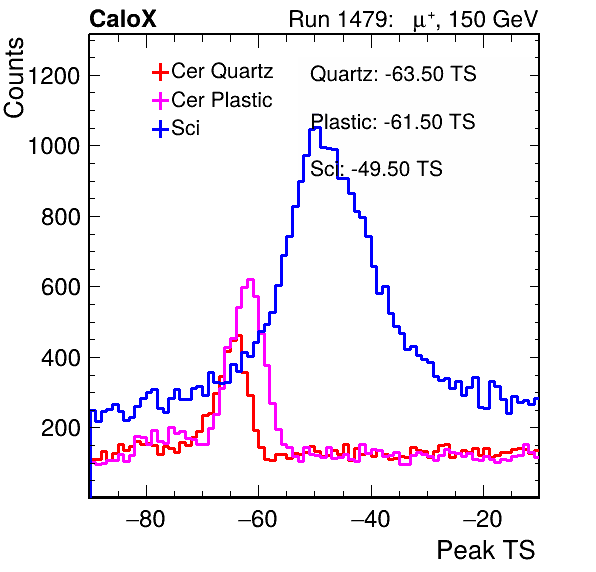 CaloX Run 1479: μ⁺, 150 GeV
Counts
Cer Quartz
Cer Plastic
Sci
Quartz: -63.50 TS
Plastic: -61.50 TS
Sci: -49.50 TS
1200
1000
800
600
400
200
−80 −60 −40 −20
Peak TS